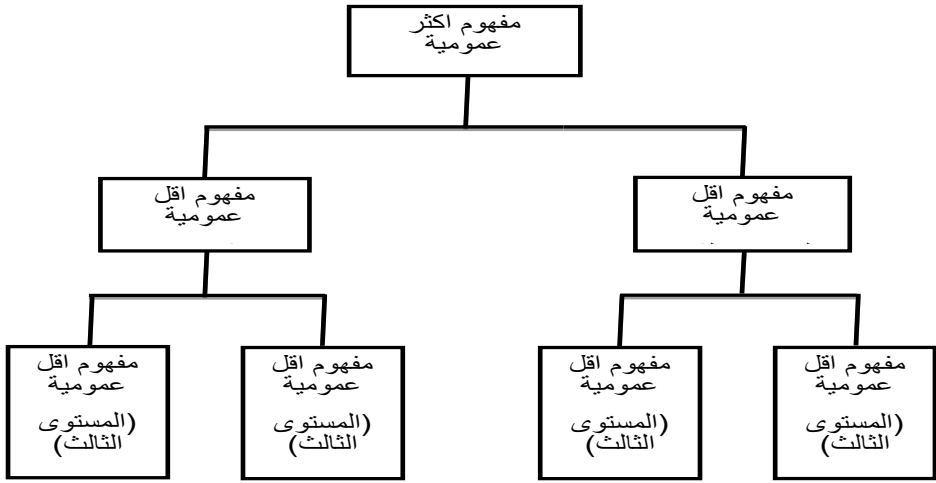 مفهوم اكثر
عمومية
مفهوم اقل
عمومية
مفهوم اقل
عمومية
مفهوم اقل
عمومية
(المستوى
الثالث)
مفهوم اقل
عمومية
(المستوى
الثالث)
مفهوم اقل
عمومية
(المستوى
الثالث)
مفهوم اقل
عمومية
(المستوى
الثالث)